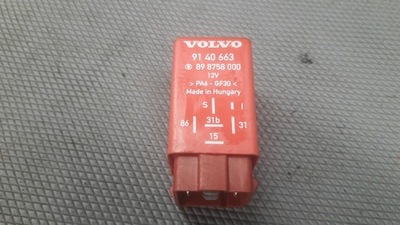 VOLVO
91 40 663
89 8758 000
12V
> PA6 - GF30 <
Made in Hungary
S I I
86 31b 31
15